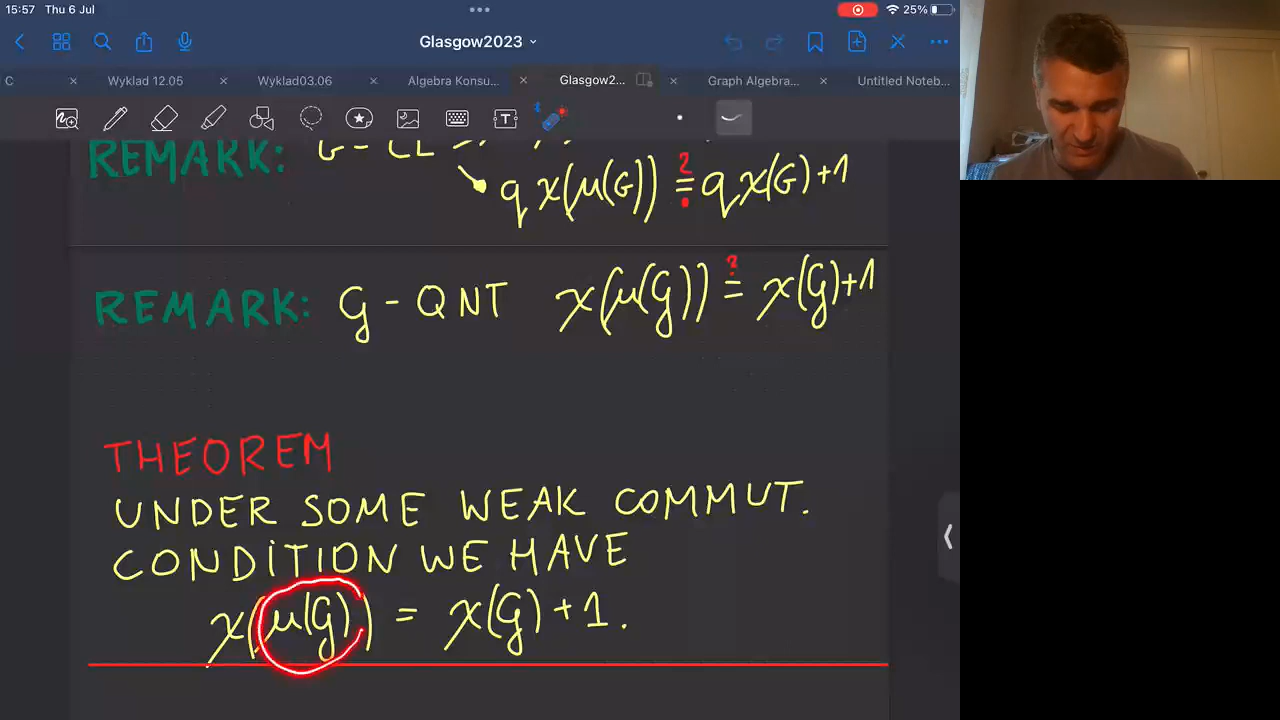 15:57 Thu 6 Jul
25%
Glasgow2023
C
Wyklad 12.05
Wyklad03.06
Algebra Konsu...
Glasgow2...
Graph Algebra...
Untitled Noteb...
REMARK: G - CL
q χ(μ(G)) ≟ q χ(G)+1
REMARK: G - QNT χ(μ(G)) ≟ χ(G)+1
THEOREM
UNDER SOME WEAK COMMUT.
CONDITION WE HAVE
χ(μ(G)) = χ(G)+1.